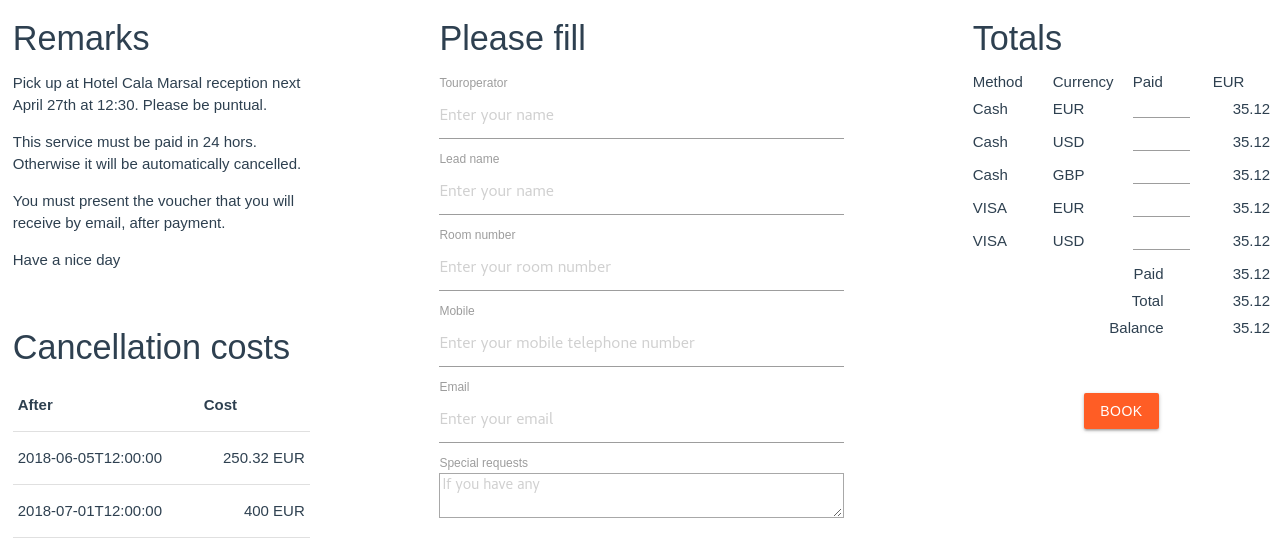 Remarks
Pick up at Hotel Cala Marsal reception next
April 27th at 12:30. Please be puntual.
This service must be paid in 24 hors.
Otherwise it will be automatically cancelled.
You must present the voucher that you will
receive by email, after payment.
Have a nice day
Cancellation costs
After Cost
2018-06-05T12:00:00 250.32 EUR
2018-07-01T12:00:00 400 EUR
Please fill
Touroperator
Enter your name
Lead name
Enter your name
Room number
Enter your room number
Mobile
Enter your mobile telephone number
Email
Enter your email
Special requests
If you have any
Totals
Method Currency Paid EUR
Cash EUR 35.12
Cash USD 35.12
Cash GBP 35.12
VISA EUR 35.12
VISA USD 35.12
Paid 35.12
Total 35.12
Balance 35.12
BOOK